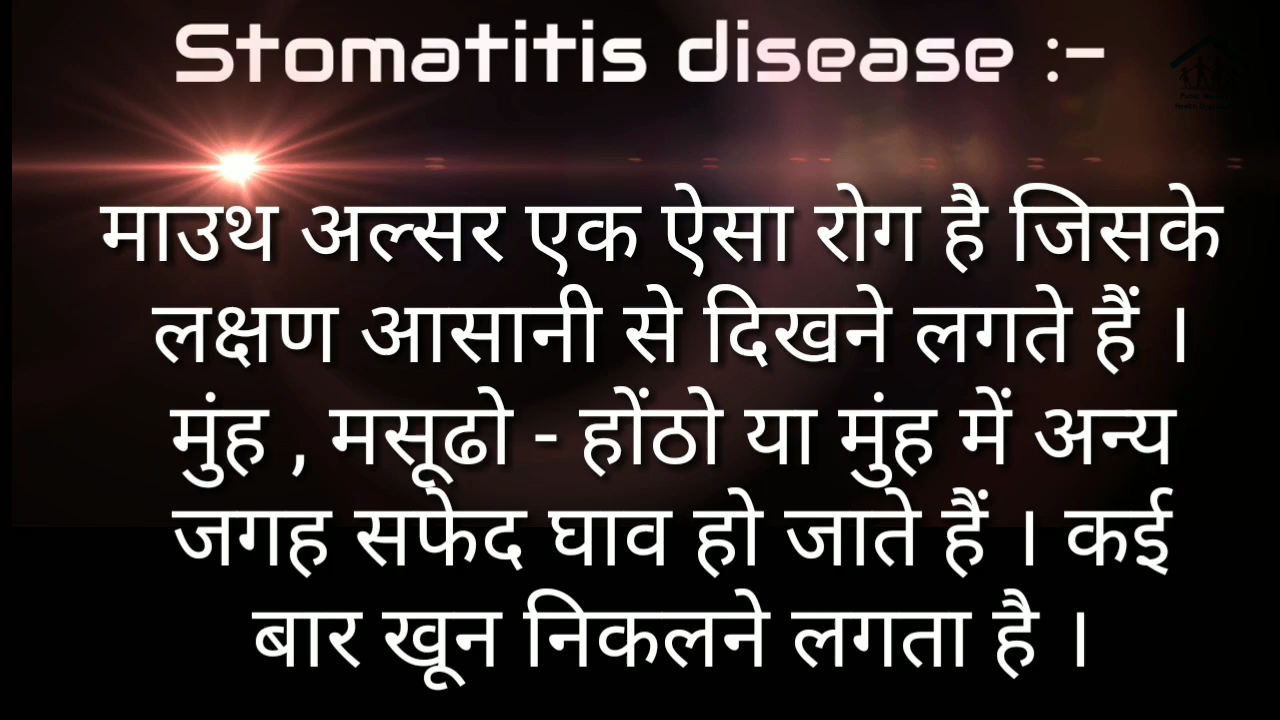 Stomatitis disease :-
माउथ अल्सर एक ऐसा रोग है जिसके
लक्षण आसानी से दिखने लगते हैं ।
मुंह , मसूढो - होंठो या मुंह में अन्य
जगह सफेद घाव हो जाते हैं । कई
बार खून निकलने लगता है ।